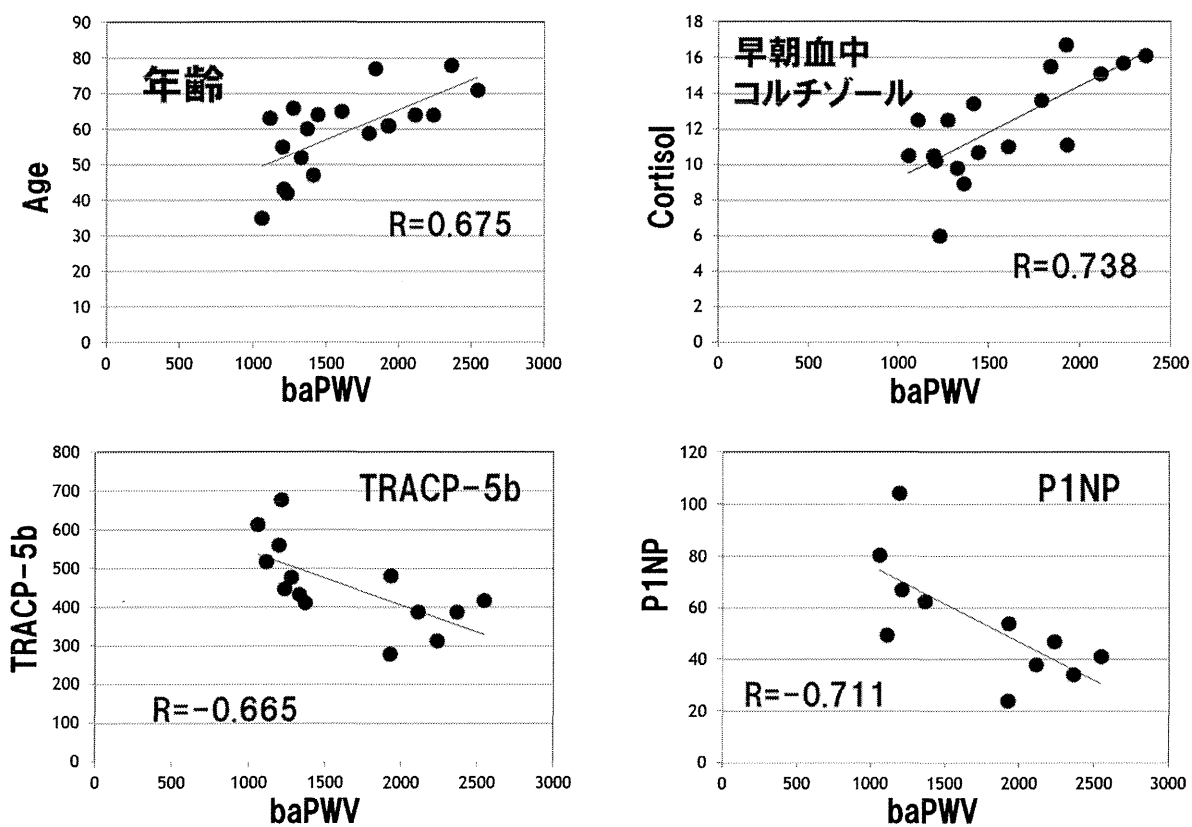 90
80
70
60
50
40
30
20
10
0
Age
年齢
R=0.675
0 500 1000 1500 2000 2500 3000
baPWV
18
16
14
12
10
8
6
4
2
0
Cortisol
早朝血中
コルチゾール
R=0.738
0 500 1000 1500 2000 2500
baPWV
800
700
600
500
400
300
200
100
0
TRACP-5b
TRACP-5b
R=-0.665
0 500 1000 1500 2000 2500 3000
baPWV
120
100
80
60
40
20
0
P1NP
P1NP
R=-0.711
0 500 1000 1500 2000 2500 3000
baPWV